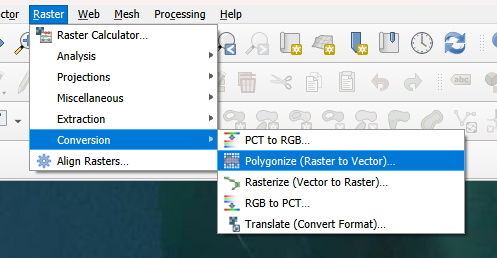 ctor Raster Web Mesh Processing Help
Raster Calculator...
Analysis
Projections
Miscellaneous
Extraction
Conversion
Align Rasters...
PCT to RGB...
Polygonize (Raster to Vector)...
Rasterize (Vector to Raster)...
RGB to PCT...
Translate (Convert Format)...